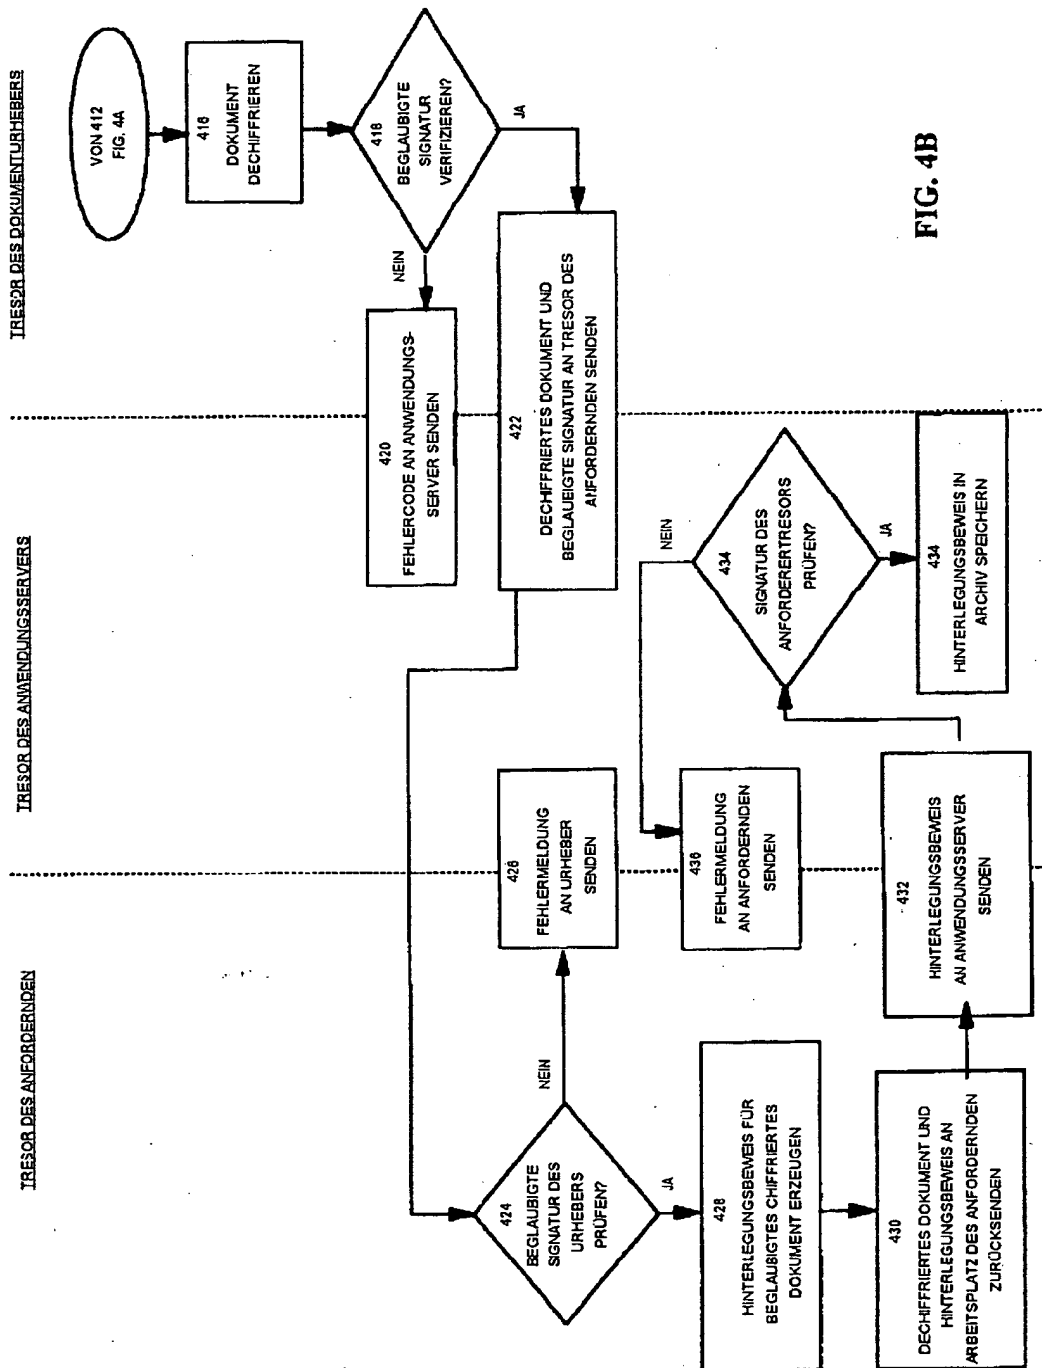 TRESOR DES ANFORDERNDEN
TRESOR DES ANWENDUNGSSERVERS
TRESOR DES DOKUMENTURHEBERS
VON 412
FIG. 4A
416
DOKUMENT
DECHIFFRIEREN
418
BEGLAUBIGTE
SIGNATUR
VERIFIZIEREN?
NEIN
JA
420
FEHLERCODE AN ANWENDUNGS-
SERVER SENDEN
422
DECHIFFRIERTES DOKUMENT UND
BEGLAUEIGTE SIGNATUR AN TRESOR DES
ANFORDERNDEN SENDEN
424
BEGLAUBIGTE
SIGNATUR DES
URHEBERS
PRÜFEN?
NEIN
JA
426
FEHLERMELDUNG
AN URHEBER
SENDEN
428
HINTERLEGUNGSBEWEIS FÜR
BEGLAUBIGTES CHIFFRIERTES
DOKUMENT ERZEUGEN
430
DECHIFFRIERTES DOKUMENT UND
HINTERLEGUNGSBEWEIS AN
ARBEITSPLATZ DES ANFORDERNDEN
ZURÜCKSENDEN
432
HINTERLEGUNGSBEWEIS
AN ANWENDUNGSSERVER
SENDEN
SIGNATUR DES
434
ANFORDERERTRESORS
PRÜFEN?
NEIN
JA
436
FEHLERMELDUNG
AN ANFORDERNDEN
SENDEN
434
HINTERLEGUNGSBEWEIS IN
ARCHIV SPEICHERN
FIG. 4B